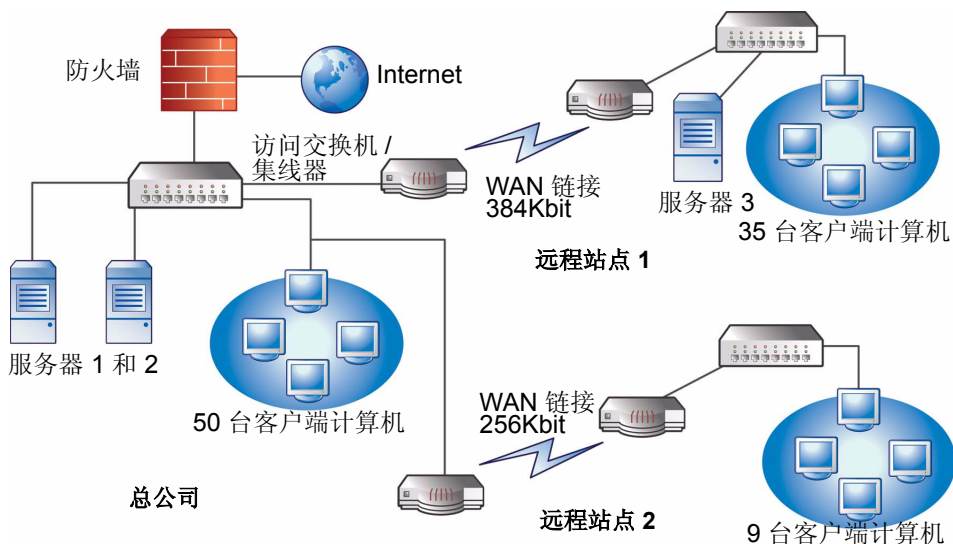 防火墙
Internet
访问交换机 /
集线器
WAN 链接
384Kbit
服务器 3
35 台客户端计算机
远程站点 1
服务器 1 和 2
50 台客户端计算机
WAN 链接
256Kbit
总公司
远程站点 2
9 台客户端计算机